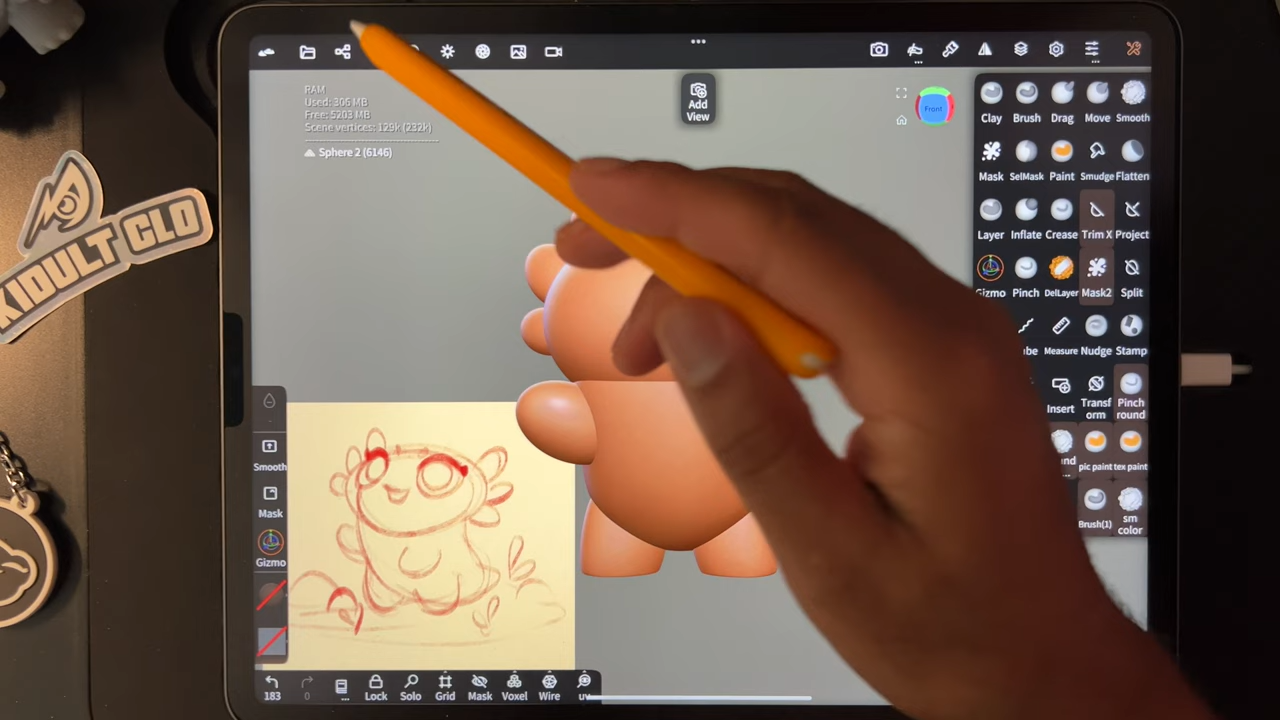 KIDULT CLO
RAM
Used: 306 MB
Free: 5203 MB
Scene vertices: 129k (232k)
Sphere 2 (6146)
Add
View
Front
Clay Brush Drag Move Smooth
Mask SelMask Paint Smudge Flatten
Layer Inflate Crease Trim X Project
Gizmo Pinch DelLayer Mask2 Split
Measure Nudge Stamp
Insert Transf
orm Pinch
round
pic paint tex paint
Brush(1) sm
color
Smooth
Mask
Gizmo
183 0 Lock Solo Grid Mask Voxel Wire